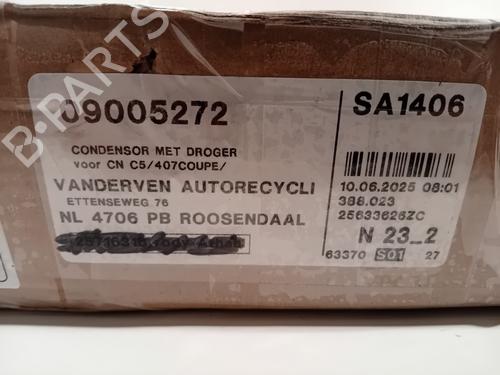 09005272
CONDENSOR MET DROGER
voor CN C5/407COUPE/
VANDERVEN AUTORECYCLI
ETTENSEWEG 76
NL 4706 PB ROOSENDAAL
SA1406
10.06.2025 08:01
388.023
25633626ZC
N 23_2
63370 S01 27
B-PARTS